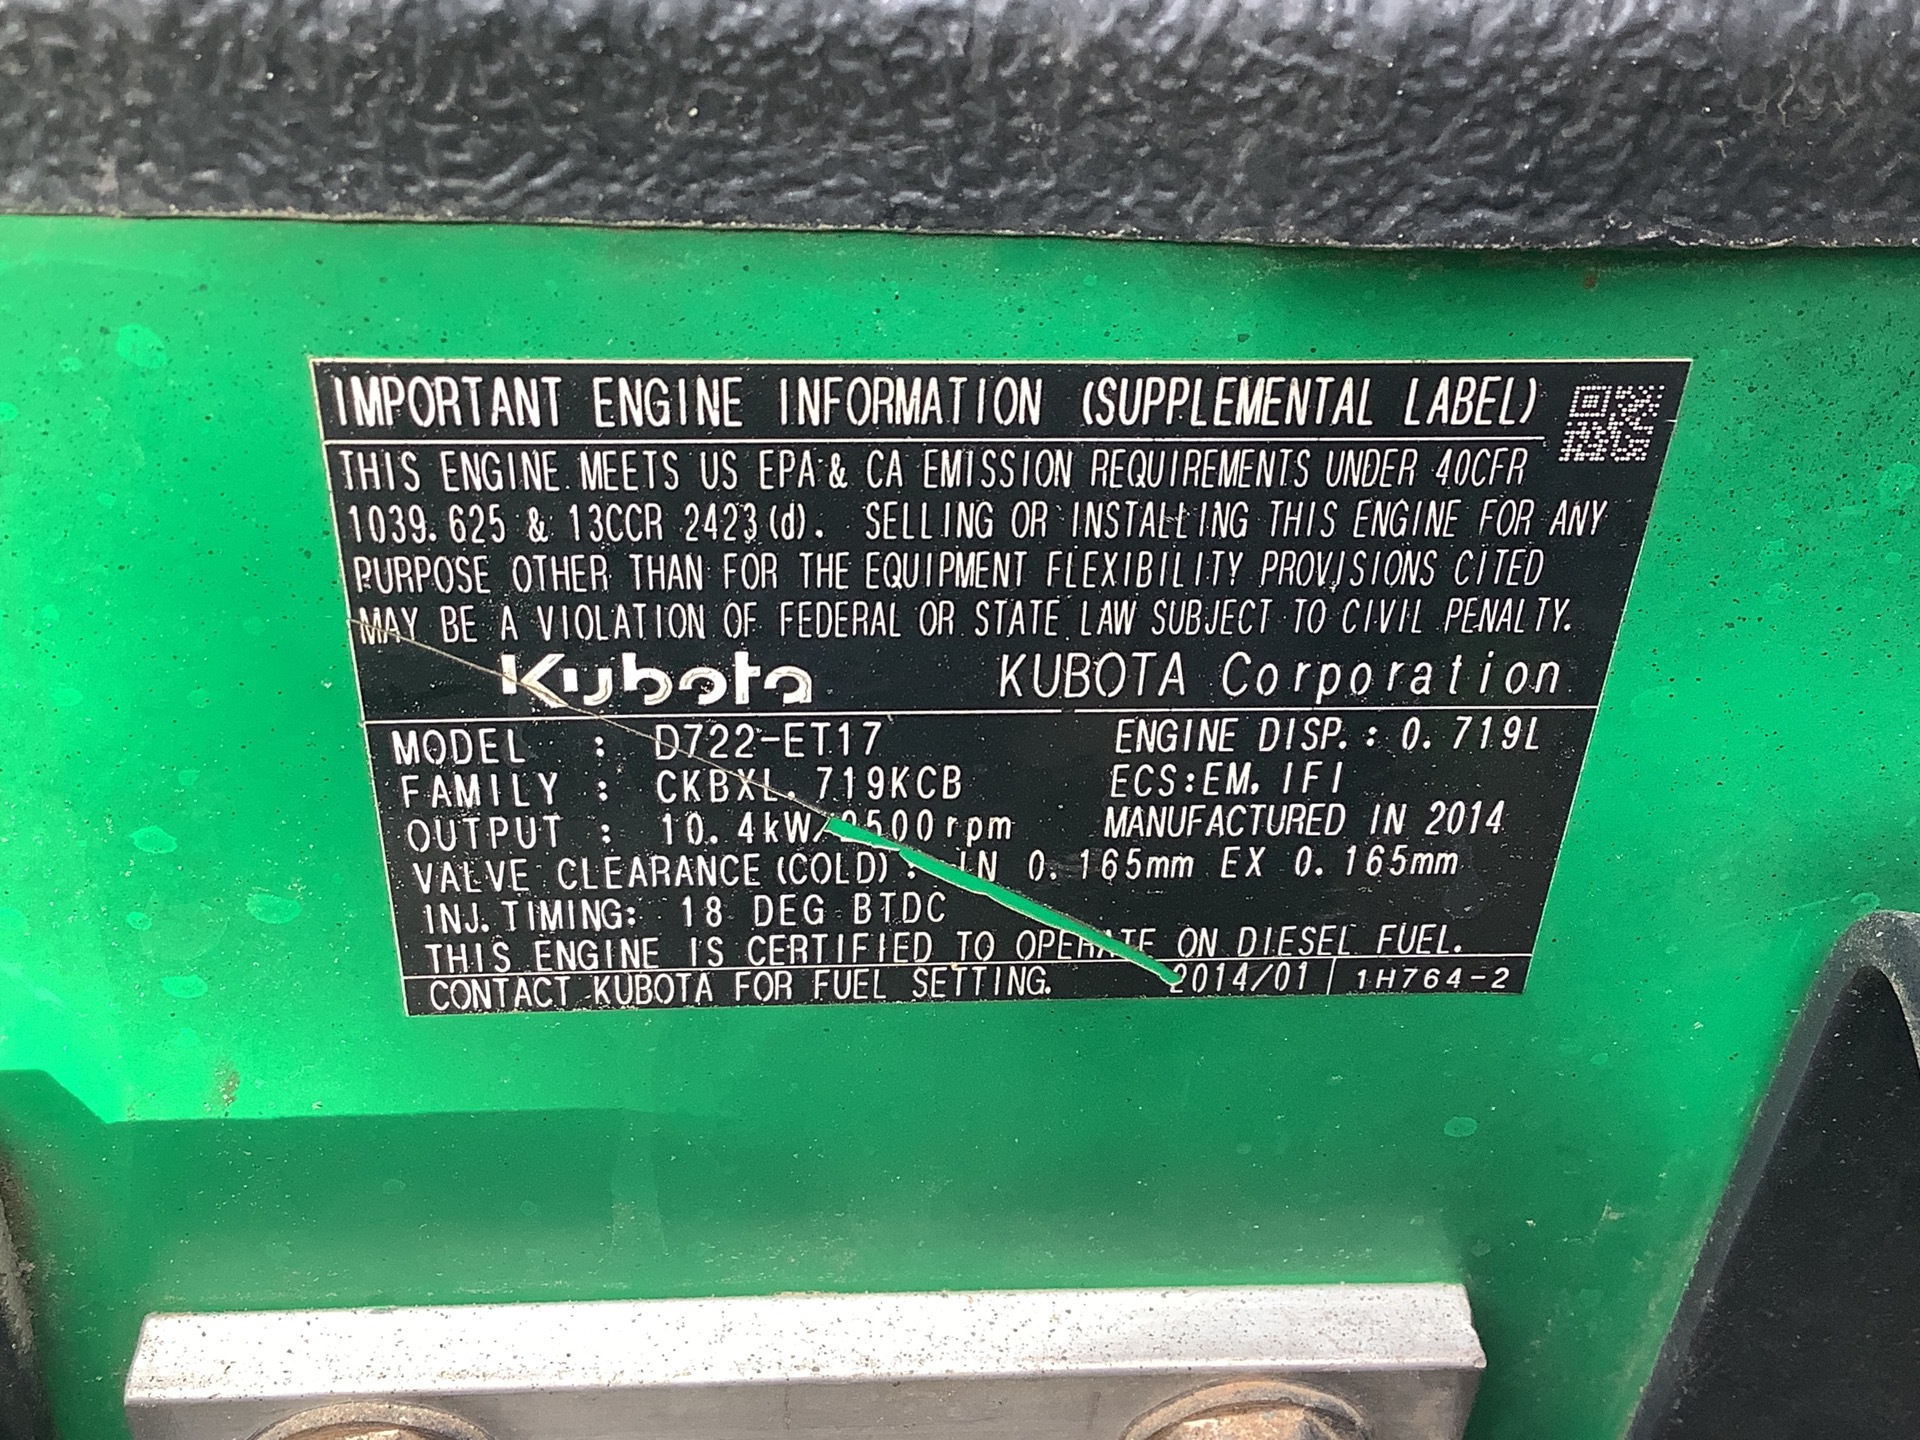 IMPORTANT ENGINE INFORMATION (SUPPLEMENTAL LABEL)
THIS ENGINE MEETS US EPA & CA EMISSION REQUIREMENTS UNDER 40CFR
1039.625 & 13CCR 2423(d). SELLING OR INSTALLING THIS ENGINE FOR ANY
PURPOSE OTHER THAN FOR THE EQUIPMENT FLEXIBILITY PROVISIONS CITED
MAY BE A VIOLATION OF FEDERAL OR STATE LAW SUBJECT TO CIVIL PENALTY.
Kubota KUBOTA Corporation
MODEL : D722-ET17 ENGINE DISP.: 0.719L
FAMILY : CKBXL.719KCB ECS:EM, IFI
OUTPUT : 10.4kW/ MANUFACTURED IN 2014
VALVE CLEARANCE (COLD) : IN 0.165mm EX 0.165mm
INJ. TIMING: 18 DEG BTDC
THIS ENGINE IS CERTIFIED TO OPERATE ON DIESEL FUEL.
CONTACT KUBOTA FOR FUEL SETTING. 2014/01 1H764-2